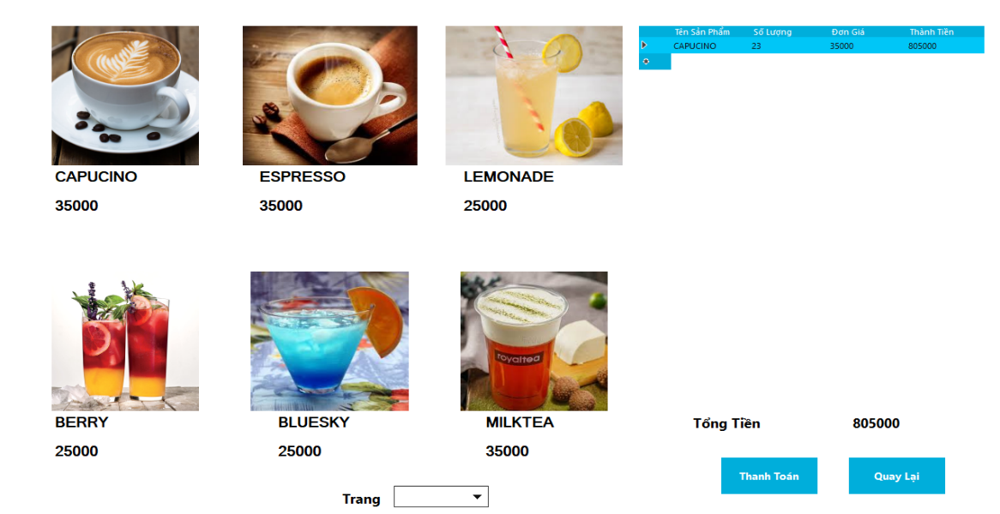 CAPUCINO
35000
ESPRESSO
35000
LEMONADE
25000
BERRY
25000
BLUESKY
25000
royaltea
MILKTEA
35000
Trang
Tên Sản Phẩm Số Lượng Đơn Giá Thành Tiền
CAPUCINO 23 35000 805000
Tổng Tiền 805000
Thanh Toán Quay Lại